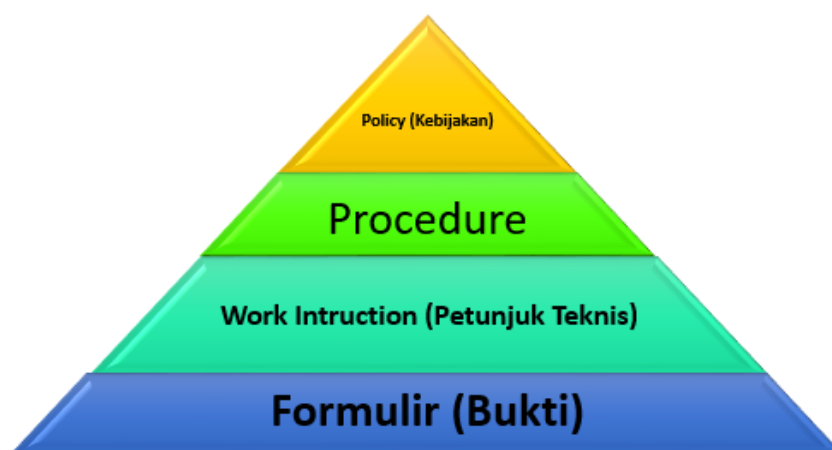 Policy (Kebijakan)
Procedure
Work Intruction (Petunjuk Teknis)
Formulir (Bukti)